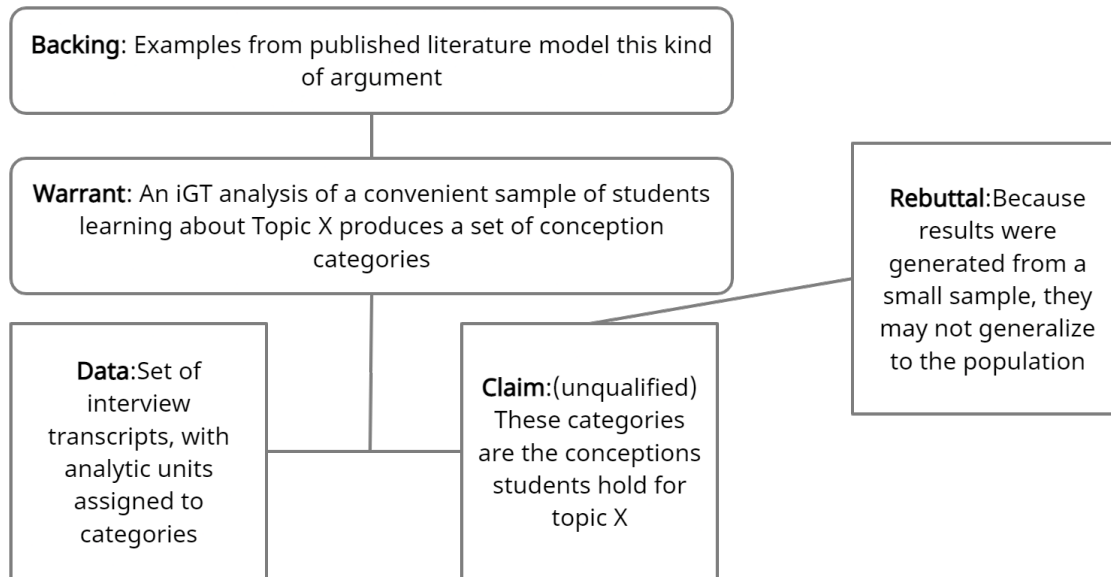 Backing: Examples from published literature model this kind
of argument
Warrant: An iGT analysis of a convenient sample of students
learning about Topic X produces a set of conception
categories
Rebuttal:Because
results were
generated from a
small sample, they
may not generalize
to the population
Data:Set of
interview
transcripts, with
analytic units
assigned to
categories
Claim:(unqualified)
These categories
are the conceptions
students hold for
topic X